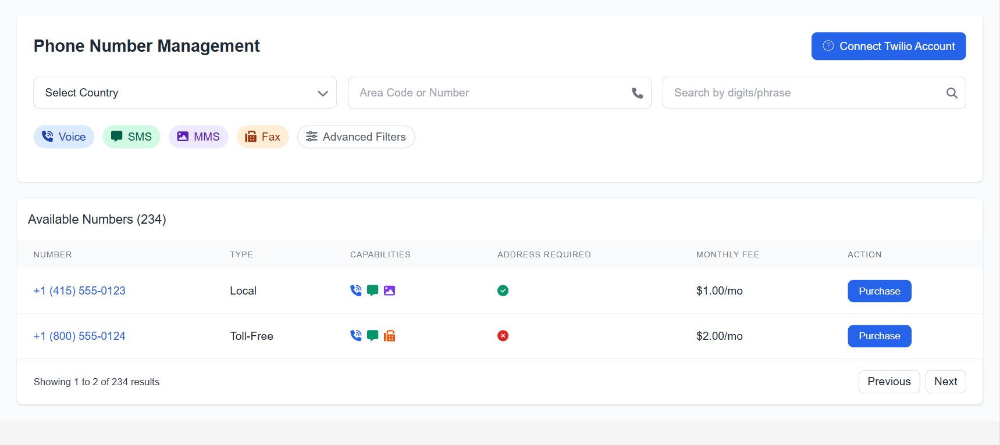 Phone Number Management
Connect Twilio Account
Select Country
Area Code or Number
Search by digits/phrase
Voice
SMS
MMS
Fax
Advanced Filters
Available Numbers (234)
NUMBER TYPE CAPABILITIES ADDRESS REQUIRED MONTHLY FEE ACTION
+1 (415) 555-0123 Local $1.00/mo Purchase
+1 (800) 555-0124 Toll-Free $2.00/mo Purchase
Showing 1 to 2 of 234 results
Previous
Next